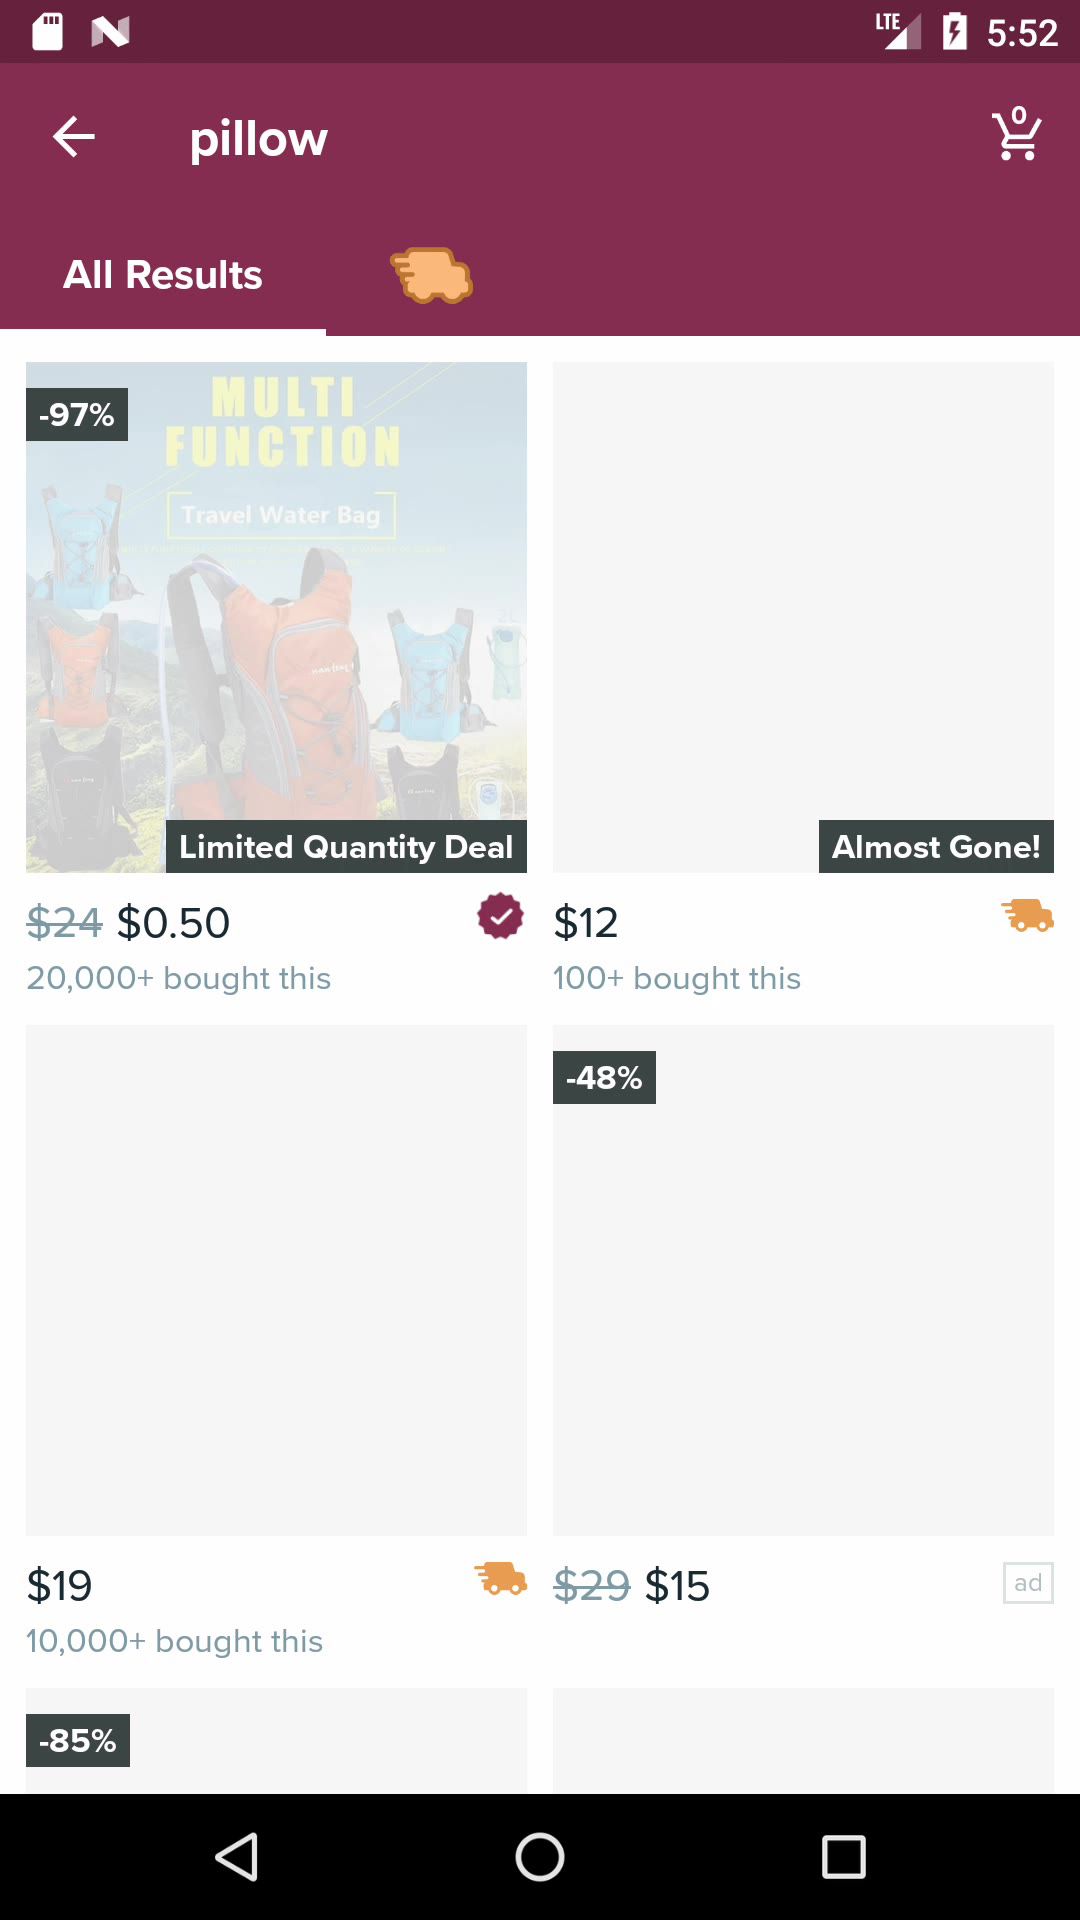 LTE
5:52
pillow
0
All Results
-97%
MULTI
FUNCTION
Travel Water Bag
Limited Quantity Deal
Almost Gone!
$24 $0.50
$12
20,000+ bought this
100+ bought this
-48%
$19
$29 $15
ad
10,000+ bought this
-85%